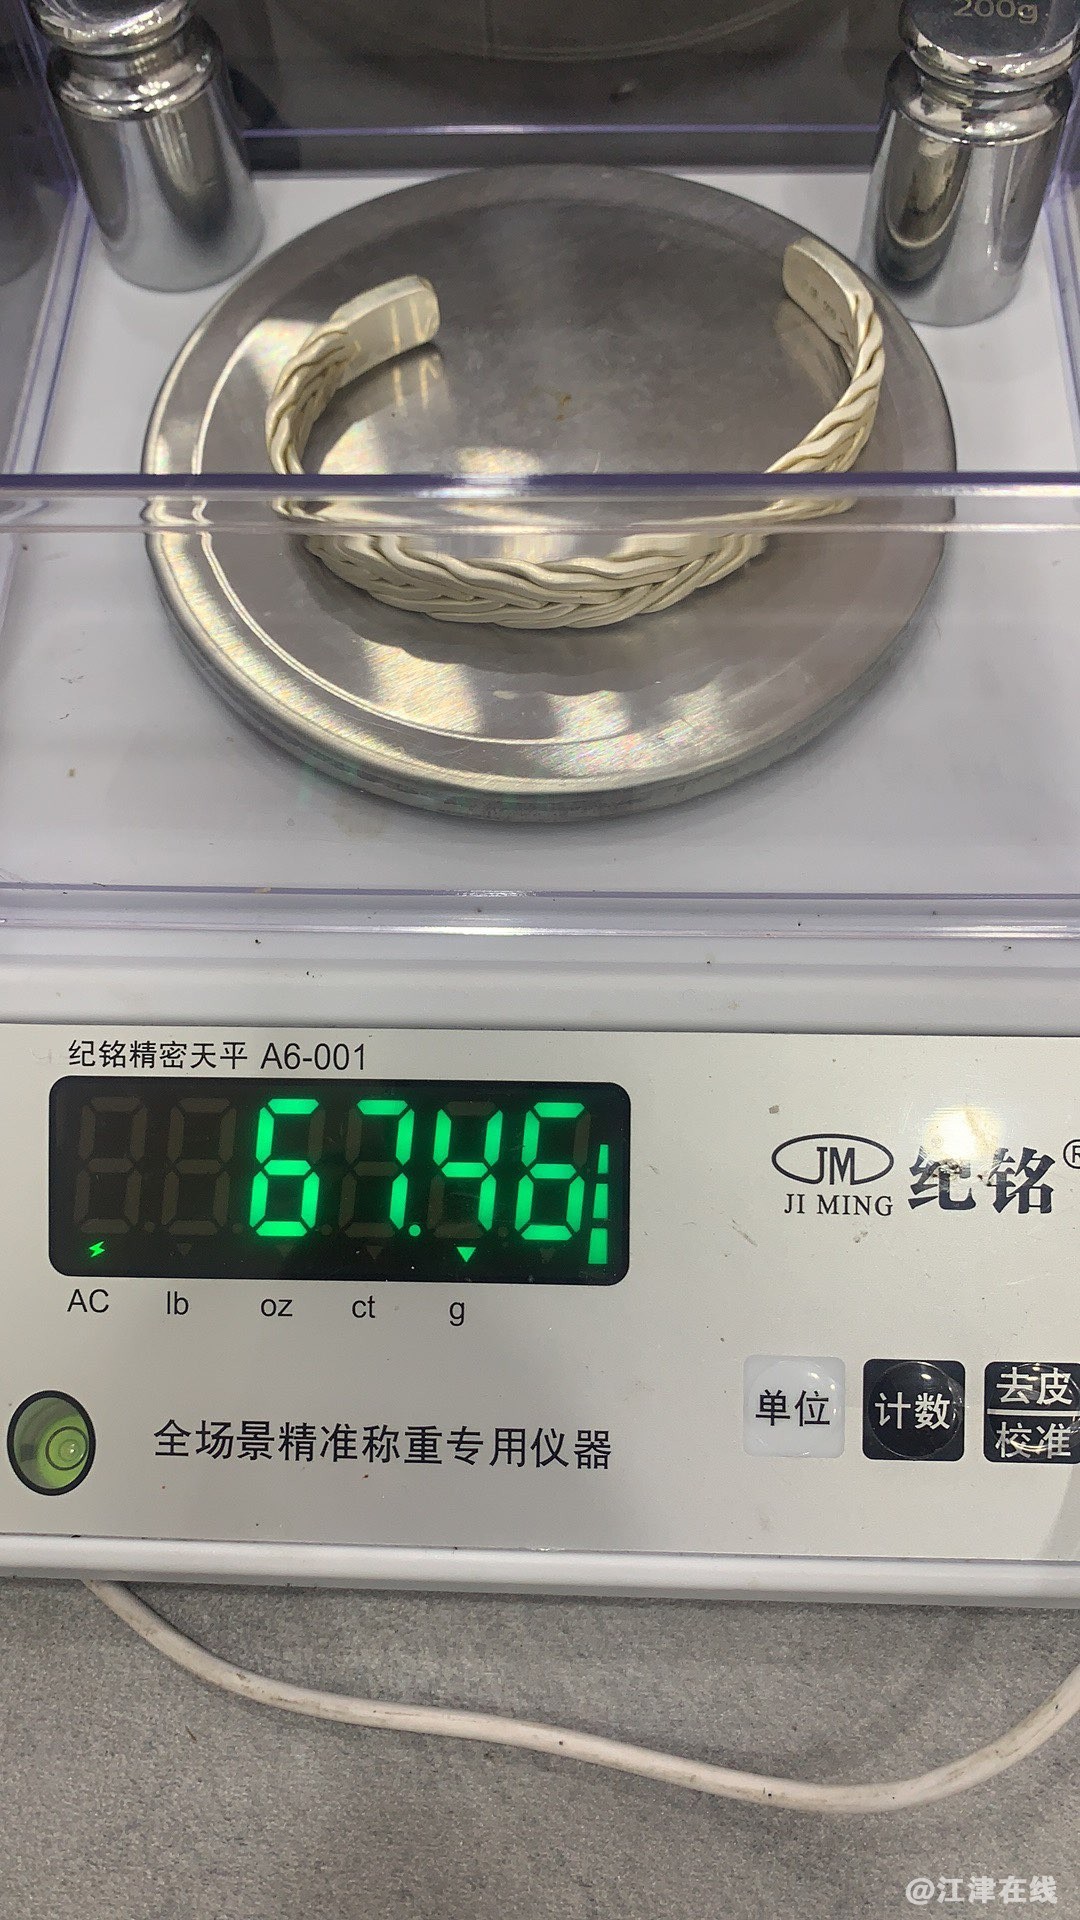 200g
纪铭精密天平 A6-001
67.46
AC lb oz ct g
JM
JI MING
纪铭®
单位
计数
去皮
校准
全场景精准称重专用仪器
@江津在线